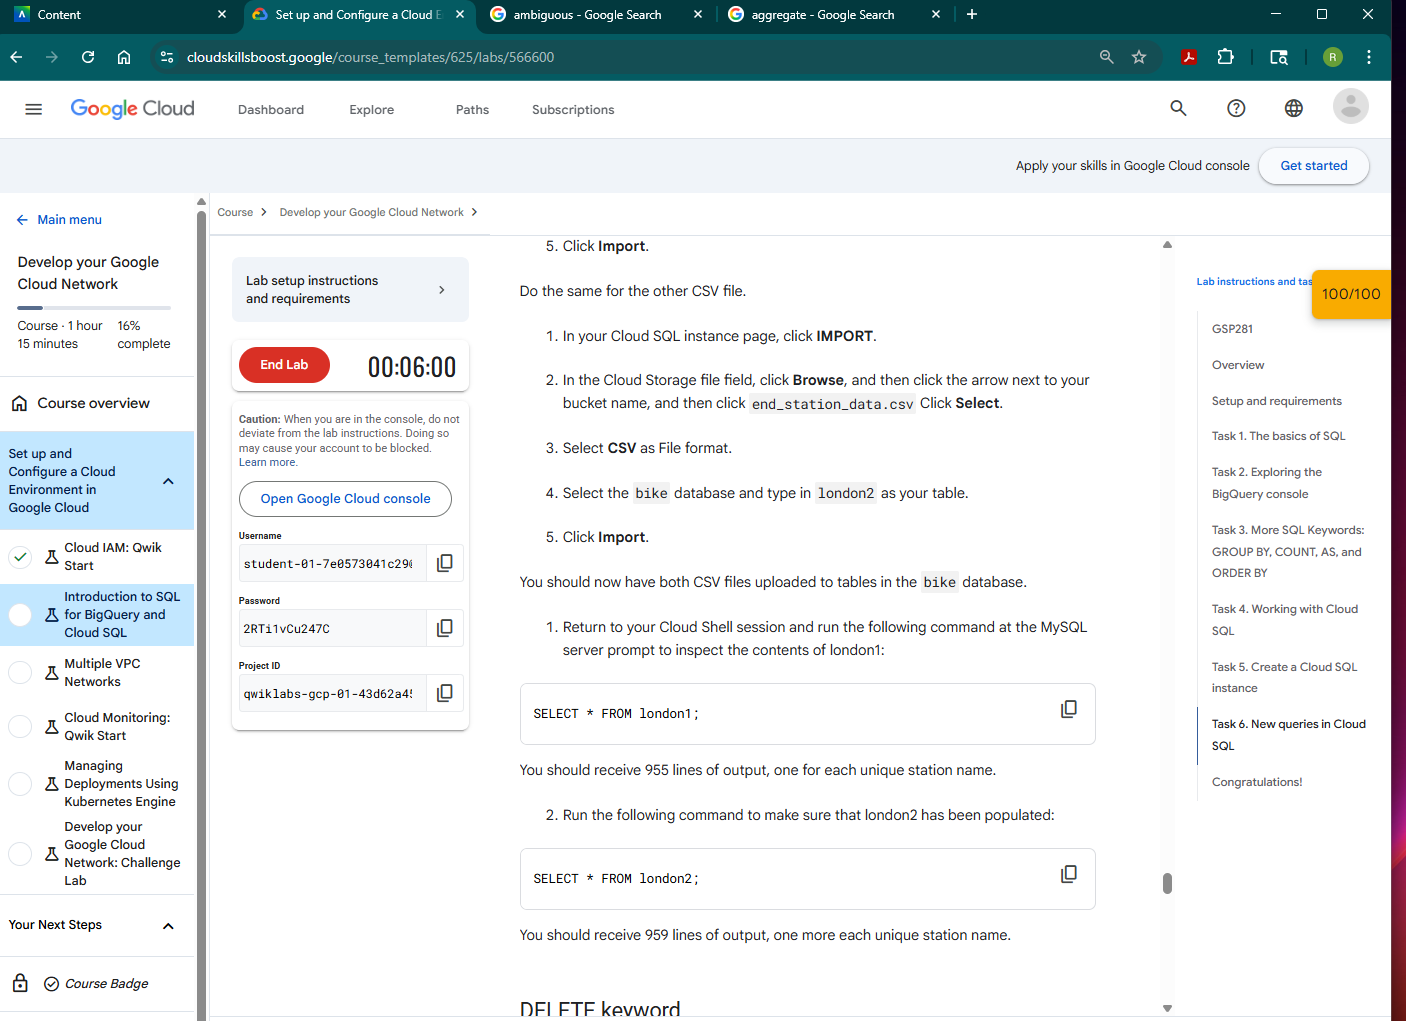 Content
Set up and Configure a Cloud E
ambiguous - Google Search
aggregate - Google Search
cloudskillsboost.google/course_templates/625/labs/566600
R
Google Cloud
Dashboard
Explore
Paths
Subscriptions
Apply your skills in Google Cloud console
Get started
Main menu
Develop your Google
Cloud Network
Course · 1 hour
15 minutes
16%
complete
Course overview
Set up and
Configure a Cloud
Environment in
Google Cloud
Cloud IAM: Qwik
Start
Introduction to SQL
for BigQuery and
Cloud SQL
Multiple VPC
Networks
Cloud Monitoring:
Qwik Start
Managing
Deployments Using
Kubernetes Engine
Develop your
Google Cloud
Network: Challenge
Lab
Your Next Steps
Course Badge
Course
Develop your Google Cloud Network
Lab setup instructions
and requirements
End Lab
00:06:00
Caution: When you are in the console, do not
deviate from the lab instructions. Doing so
may cause your account to be blocked.
Learn more.
Open Google Cloud console
Username
student-01-7e0573041c290
Password
2RTi1vCu247C
Project ID
qwiklabs-gcp-01-43d62a45
5. Click Import.
Do the same for the other CSV file.
1. In your Cloud SQL instance page, click IMPORT.
2. In the Cloud Storage file field, click Browse, and then click the arrow next to your
bucket name, and then click end_station_data.csv Click Select.
3. Select CSV as File format.
4. Select the bike database and type in london2 as your table.
5. Click Import.
You should now have both CSV files uploaded to tables in the bike database.
1. Return to your Cloud Shell session and run the following command at the MySQL
server prompt to inspect the contents of london1:
SELECT * FROM london1;
You should receive 955 lines of output, one for each unique station name.
2. Run the following command to make sure that london2 has been populated:
SELECT * FROM london2;
You should receive 959 lines of output, one more each unique station name.
DELETE keyword
Lab instructions and tas
100/100
GSP281
Overview
Setup and requirements
Task 1. The basics of SQL
Task 2. Exploring the
BigQuery console
Task 3. More SQL Keywords:
GROUP BY, COUNT, AS, and
ORDER BY
Task 4. Working with Cloud
SQL
Task 5. Create a Cloud SQL
instance
Task 6. New queries in Cloud
SQL
Congratulations!